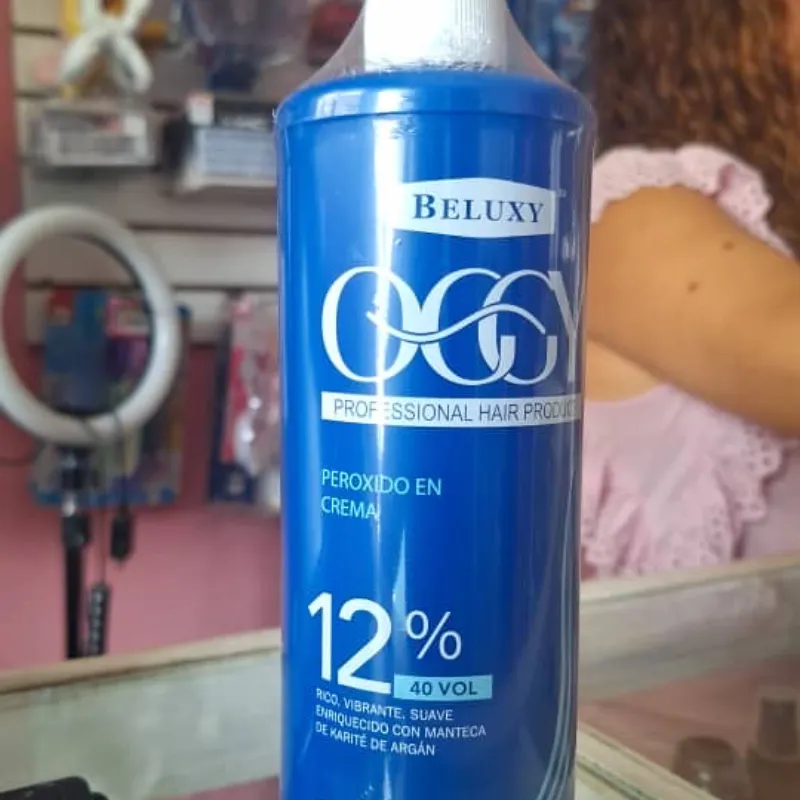 BELUXY
OGGY
PROFESSIONAL HAIR PRODUC
PEROXIDO EN
CREMA
12%
40 VOL
RICO, VIBRANTE, SUAVE
ENRIQUECIDO CON MANTECA
DE KARITÉ DE ARGÁN